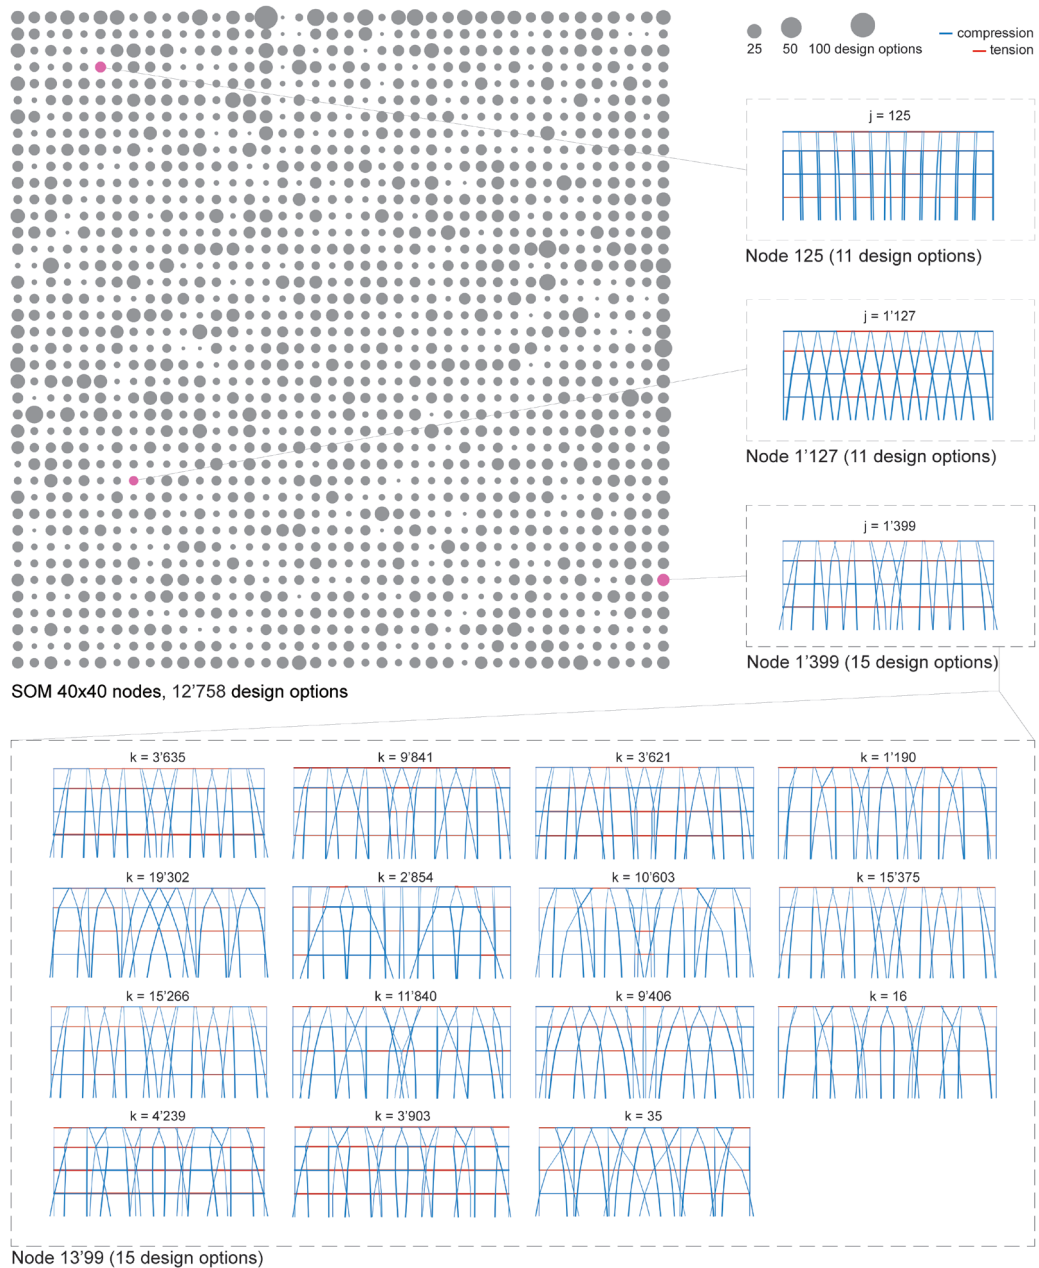 25 50 100 design options
compression
tension
j = 125
Node 125 (11 design options)
j = 1'127
Node 1'127 (11 design options)
j = 1'399
Node 1'399 (15 design options)
SOM 40x40 nodes, 12'758 design options
k = 3'635 k = 9'841 k = 3'621 k = 1'190
k = 19'302 k = 2'854 k = 10'603 k = 15'375
k = 15'266 k = 11'840 k = 9'406 k = 16
k = 4'239 k = 3'903 k = 35
Node 13'99 (15 design options)